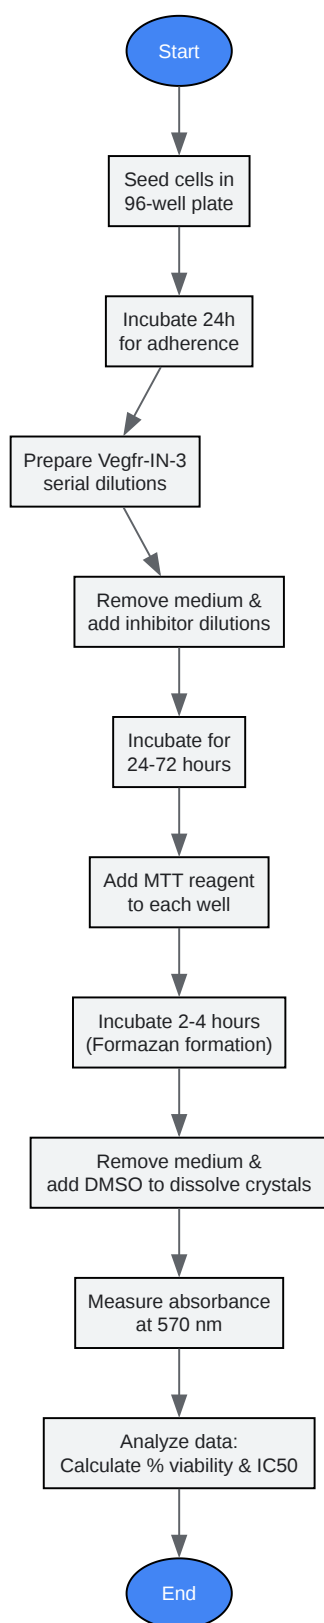 Start
Seed cells in
96-well plate
Incubate 24h
for adherence
Prepare Vegfr-IN-3
serial dilutions
Remove medium &
add inhibitor dilutions
Incubate for
24-72 hours
Add MTT reagent
to each well
Incubate 2-4 hours
(Formazan formation)
Remove medium &
add DMSO to dissolve crystals
Measure absorbance
at 570 nm
Analyze data:
Calculate % viability & IC50
End